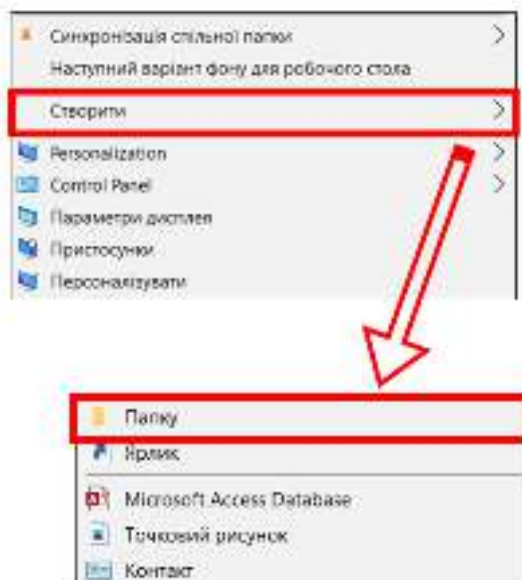 Синхронізація спільної папки
Наступний варіант фону для робочого стола
Створити
Personalization
Control Panel
Параметри дисплея
Пристосунки
Персоналізувати
Папку
Ярлик
Microsoft Access Database
Точковий рисунок
Контакт